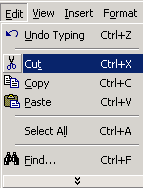 Edit View Insert Format
Undo Typing Ctrl+Z
Cut Ctrl+X
Copy Ctrl+C
Paste Ctrl+V
Select All Ctrl+A
Find... Ctrl+F